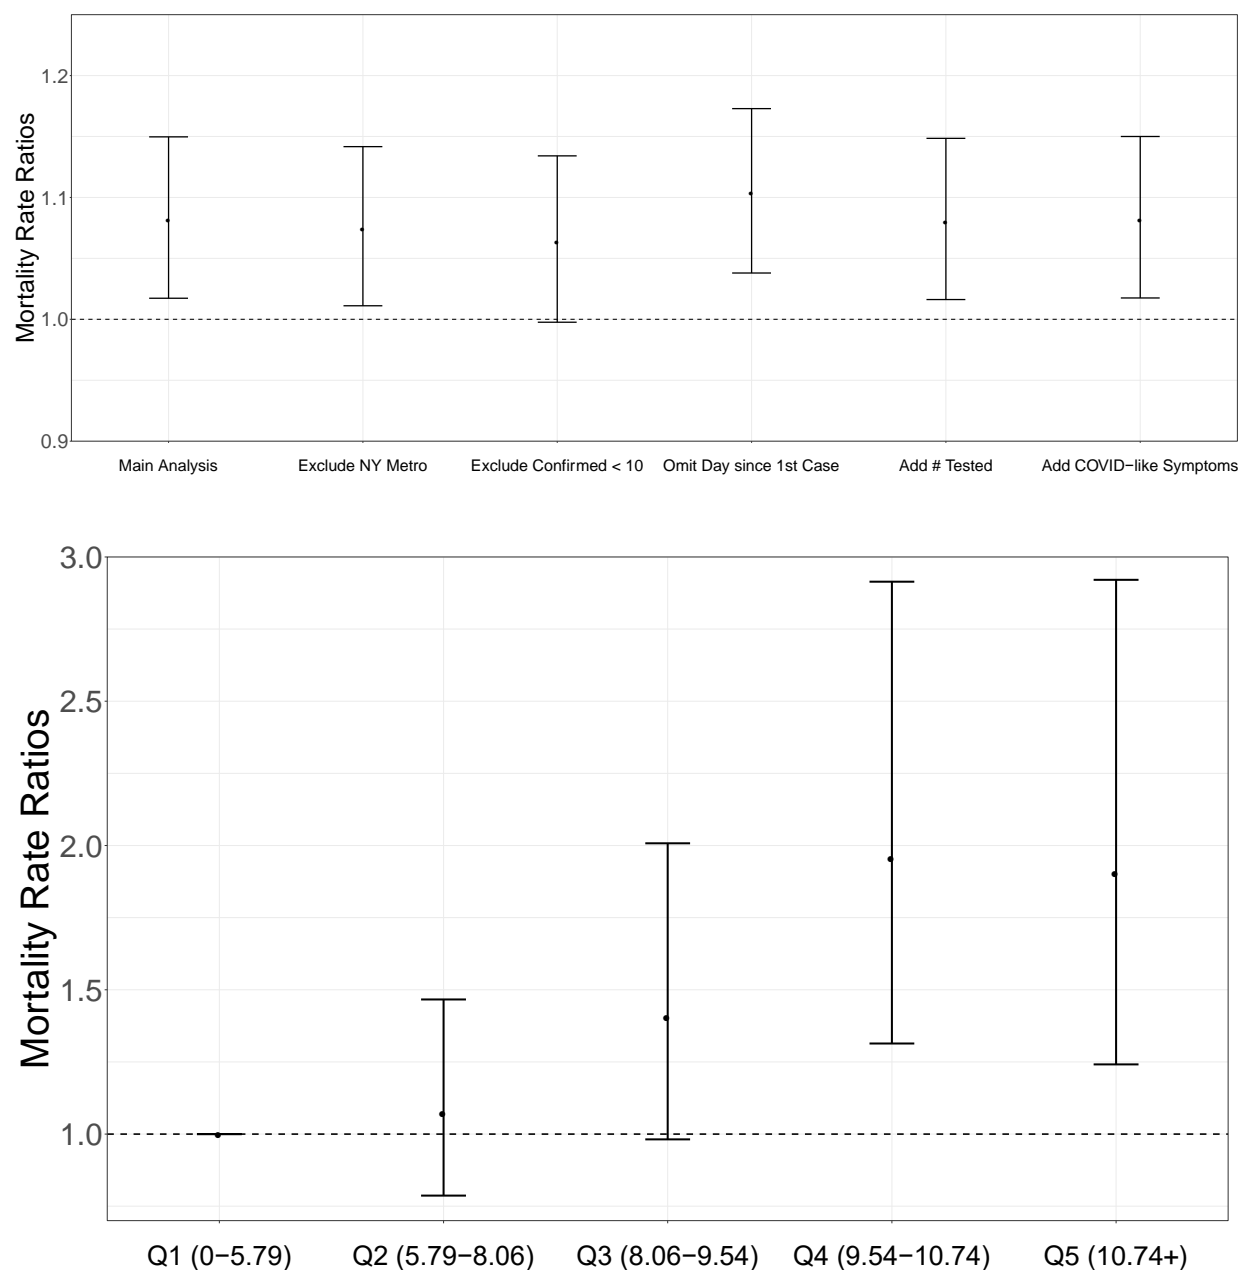 Mortality Rate Ratios
1.2
1.1
1.0
0.9
Main Analysis Exclude NY Metro Exclude Confirmed < 10 Omit Day since 1st Case Add # Tested Add COVID−like Symptoms
Mortality Rate Ratios
3.0
2.5
2.0
1.5
1.0
Q1 (0−5.79) Q2 (5.79−8.06) Q3 (8.06−9.54) Q4 (9.54−10.74) Q5 (10.74+)